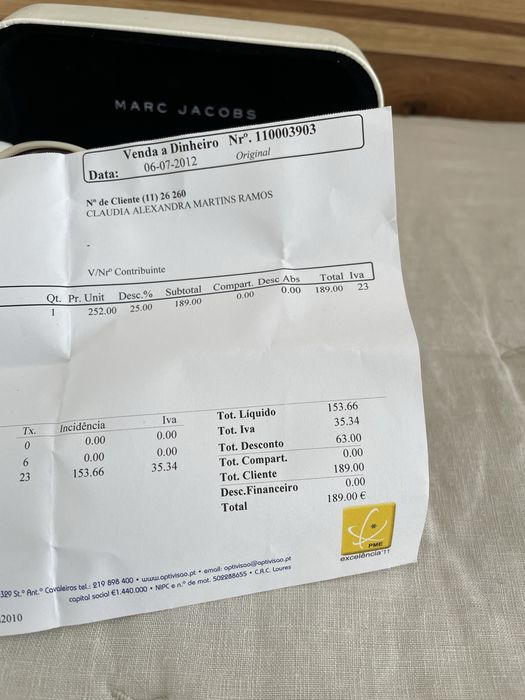 MARC JACOBS
Venda a Dinheiro Nrº. 110003903
Data: 06-07-2012 Original
Nº de Cliente (11) 26 260
CLAUDIA ALEXANDRA MARTINS RAMOS
-
V/Nrº Contribuinte
Qt. Pr. Unit Desc.% Subtotal Compart. Desc Abs Total Iva
1 252.00 25.00 189.00 0.00 0.00 189.00 23
Tx. Incidência Iva
0 0.00 0.00
6 0.00 0.00
23 153.66 35.34
Tot. Líquido 153.66
Tot. Iva 35.34
Tot. Desconto 63.00
Tot. Compart. 0.00
Tot. Cliente 189.00
Desc.Financeiro 0.00
Total 189.00 €
PME
excelência'11
329 St.º Ant.º Cavaleiros tel.: 219 898 400 • www.optivisao.pt • email: optivisao@optivisao.pt
capital social €1.440.000 • NIPC e n.º de mat. 502288655 • C.R.C. Loures
2010